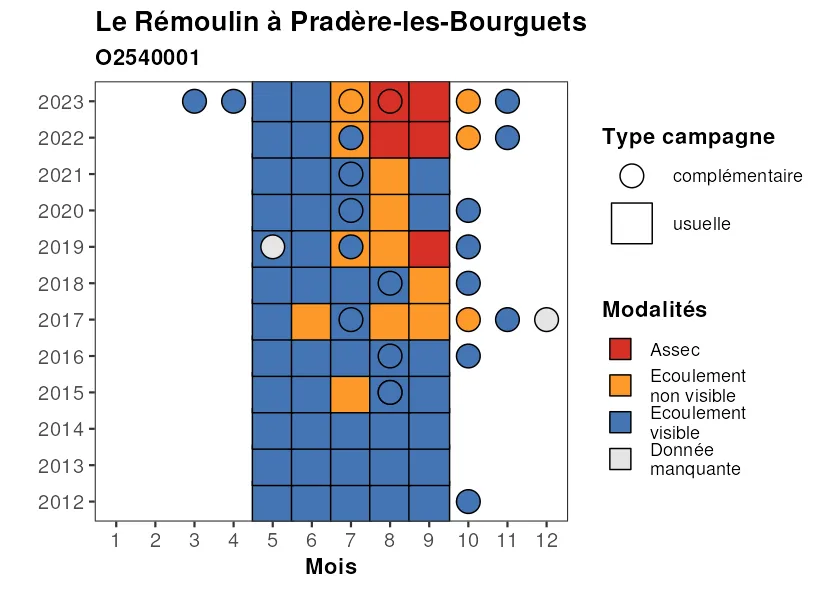 Le Rémoulin à Pradère-les-Bourguets
O2540001
2023
2022
2021
2020
2019
2018
2017
2016
2015
2014
2013
2012
1 2 3 4 5 6 7 8 9 10 11 12
Mois
Type campagne
complémentaire
usuelle
Modalités
Assec
Ecoulement
non visible
Ecoulement
visible
Donnée
manquante